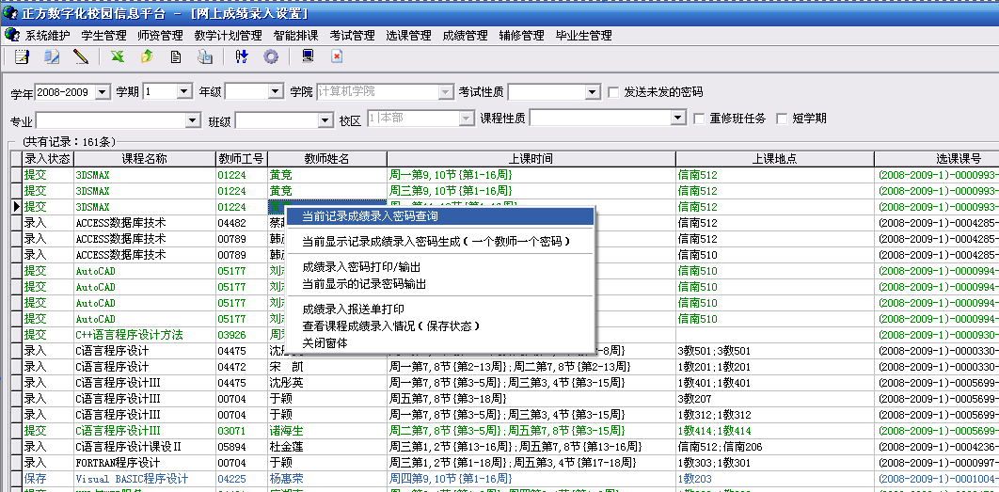 正方数字化校园信息平台 - [网上成绩录入设置]
系统维护 学生管理 师资管理 教学计划管理 智能排课 考试管理 选课管理 成绩管理 辅修管理 毕业生管理
学年 2008-2009 学期 1 年级 学院 计算机学院 考试性质 发送未发的密码
专业 班级 校区 1|本部 课程性质 重修班任务 短学期
(共有记录：161条)
录入状态 课程名称 教师工号 教师姓名 上课时间 上课地点 选课课号
提交 3DSMAX 01224 黄竞 周一第9,10节{第1-16周} 信南512 (2008-2009-1)-0000993-
提交 3DSMAX 01224 黄竞 周三第9,10节{第1-16周} 信南512 (2008-2009-1)-0000993-
提交 3DSMAX 01224 信南512 (2008-2009-1)-0000993-
录入 ACCESS数据库技术 04482 蔡 信南512 (2008-2009-1)-0004285-
录入 ACCESS数据库技术 00789 韩 信南512 (2008-2009-1)-0004285-
录入 ACCESS数据库技术 00789 韩 信南510 (2008-2009-1)-0004285-
提交 AutoCAD 05177 刘 信南510 (2008-2009-1)-0000994-
提交 AutoCAD 05177 刘 信南510 (2008-2009-1)-0000994-
提交 AutoCAD 05177 刘 信南510 (2008-2009-1)-0000994-
提交 AutoCAD 05177 刘 信南510 (2008-2009-1)-0000994-
提交 C++语言程序设计方法 03926 周 (2008-2009-1)-0000930-
录入 C语言程序设计 04475 沈 7-8周} 3教501;3教501 (2008-2009-1)-0000330-
录入 C语言程序设计 04472 宋 凯 周一第7,8节{第2-13周};周二第7,8节{第2-13周} 1教201;1教201 (2008-2009-1)-0000330-
录入 C语言程序设计III 04475 沈彤英 周一第7,8节{第3-5周};周三第3,4节{第3-15周} 1教401;1教401 (2008-2009-1)-0005699-
录入 C语言程序设计III 00704 于颖 周五第7,8节{第3-18周} 3教207 (2008-2009-1)-0005699-
录入 C语言程序设计III 00704 于颖 周一第7,8节{第3-5周};周三第3,4节{第3-15周} 1教312;1教312 (2008-2009-1)-0005699-
提交 C语言程序设计III 03071 诸海生 周二第7,8节{第3-5周};周五第7,8节{第3-15周} 1教414;1教414 (2008-2009-1)-0005699-
录入 C语言程序设计课设II 05894 杜金莲 周三第1,2节{第13-16周};周五第7,8节{第13-16周} 信南512;信南206 (2008-2009-1)-0004236-
录入 FORTRAN程序设计 00704 于颖 周三第1,2节{第1-18周};周五第3,4节{第17-18周} 1教303;1教301 (2008-2009-1)-0000997-
保存 Visual BASIC程序设计 04225 杨惠荣 周四第9,10节{第1-16周} 1教203 (2008-2009-1)-0001004-
当前记录成绩录入密码查询
当前显示记录成绩录入密码生成(一个教师一个密码)
成绩录入密码打印/输出
当前显示的记录密码输出
成绩录入报送单打印
查看课程成绩录入情况(保存状态)
关闭窗体